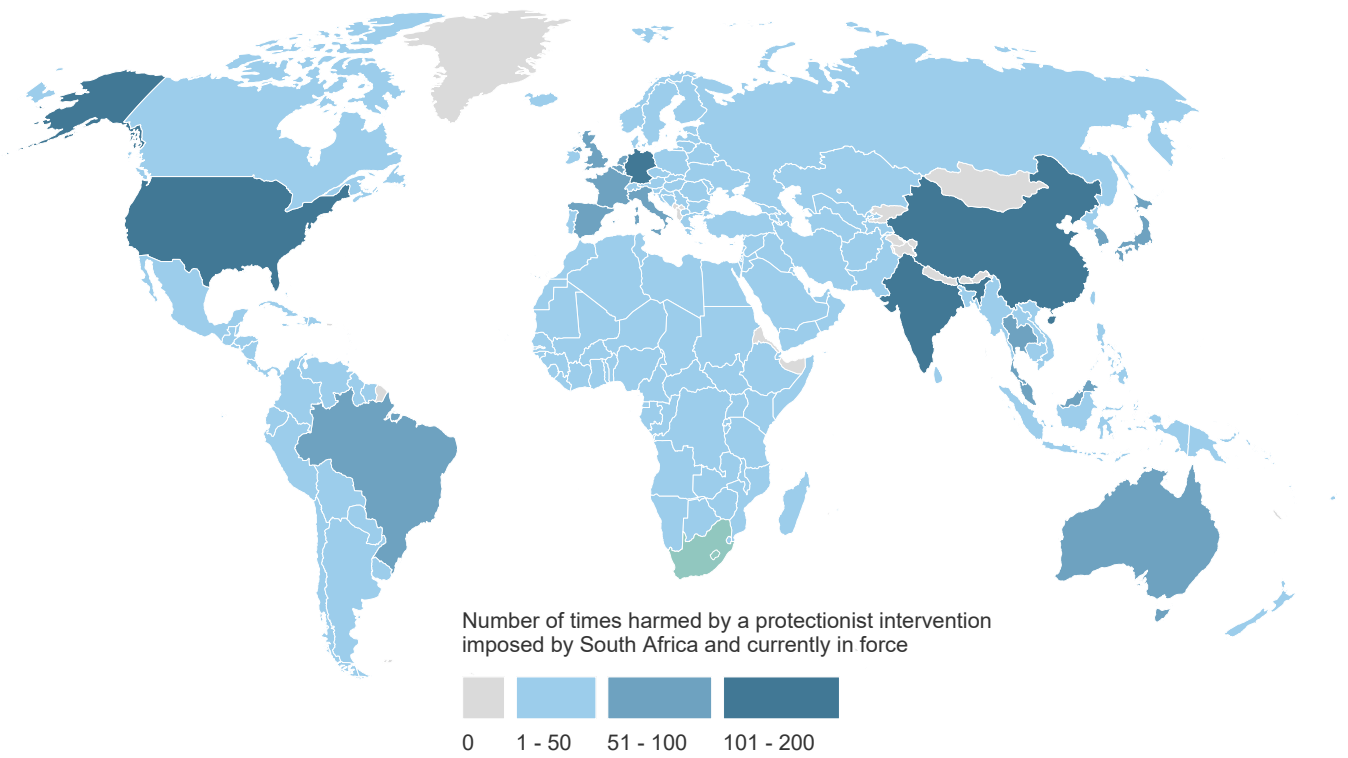 Number of times harmed by a protectionist intervention
imposed by South Africa and currently in force
0 1 - 50 51 - 100 101 - 200